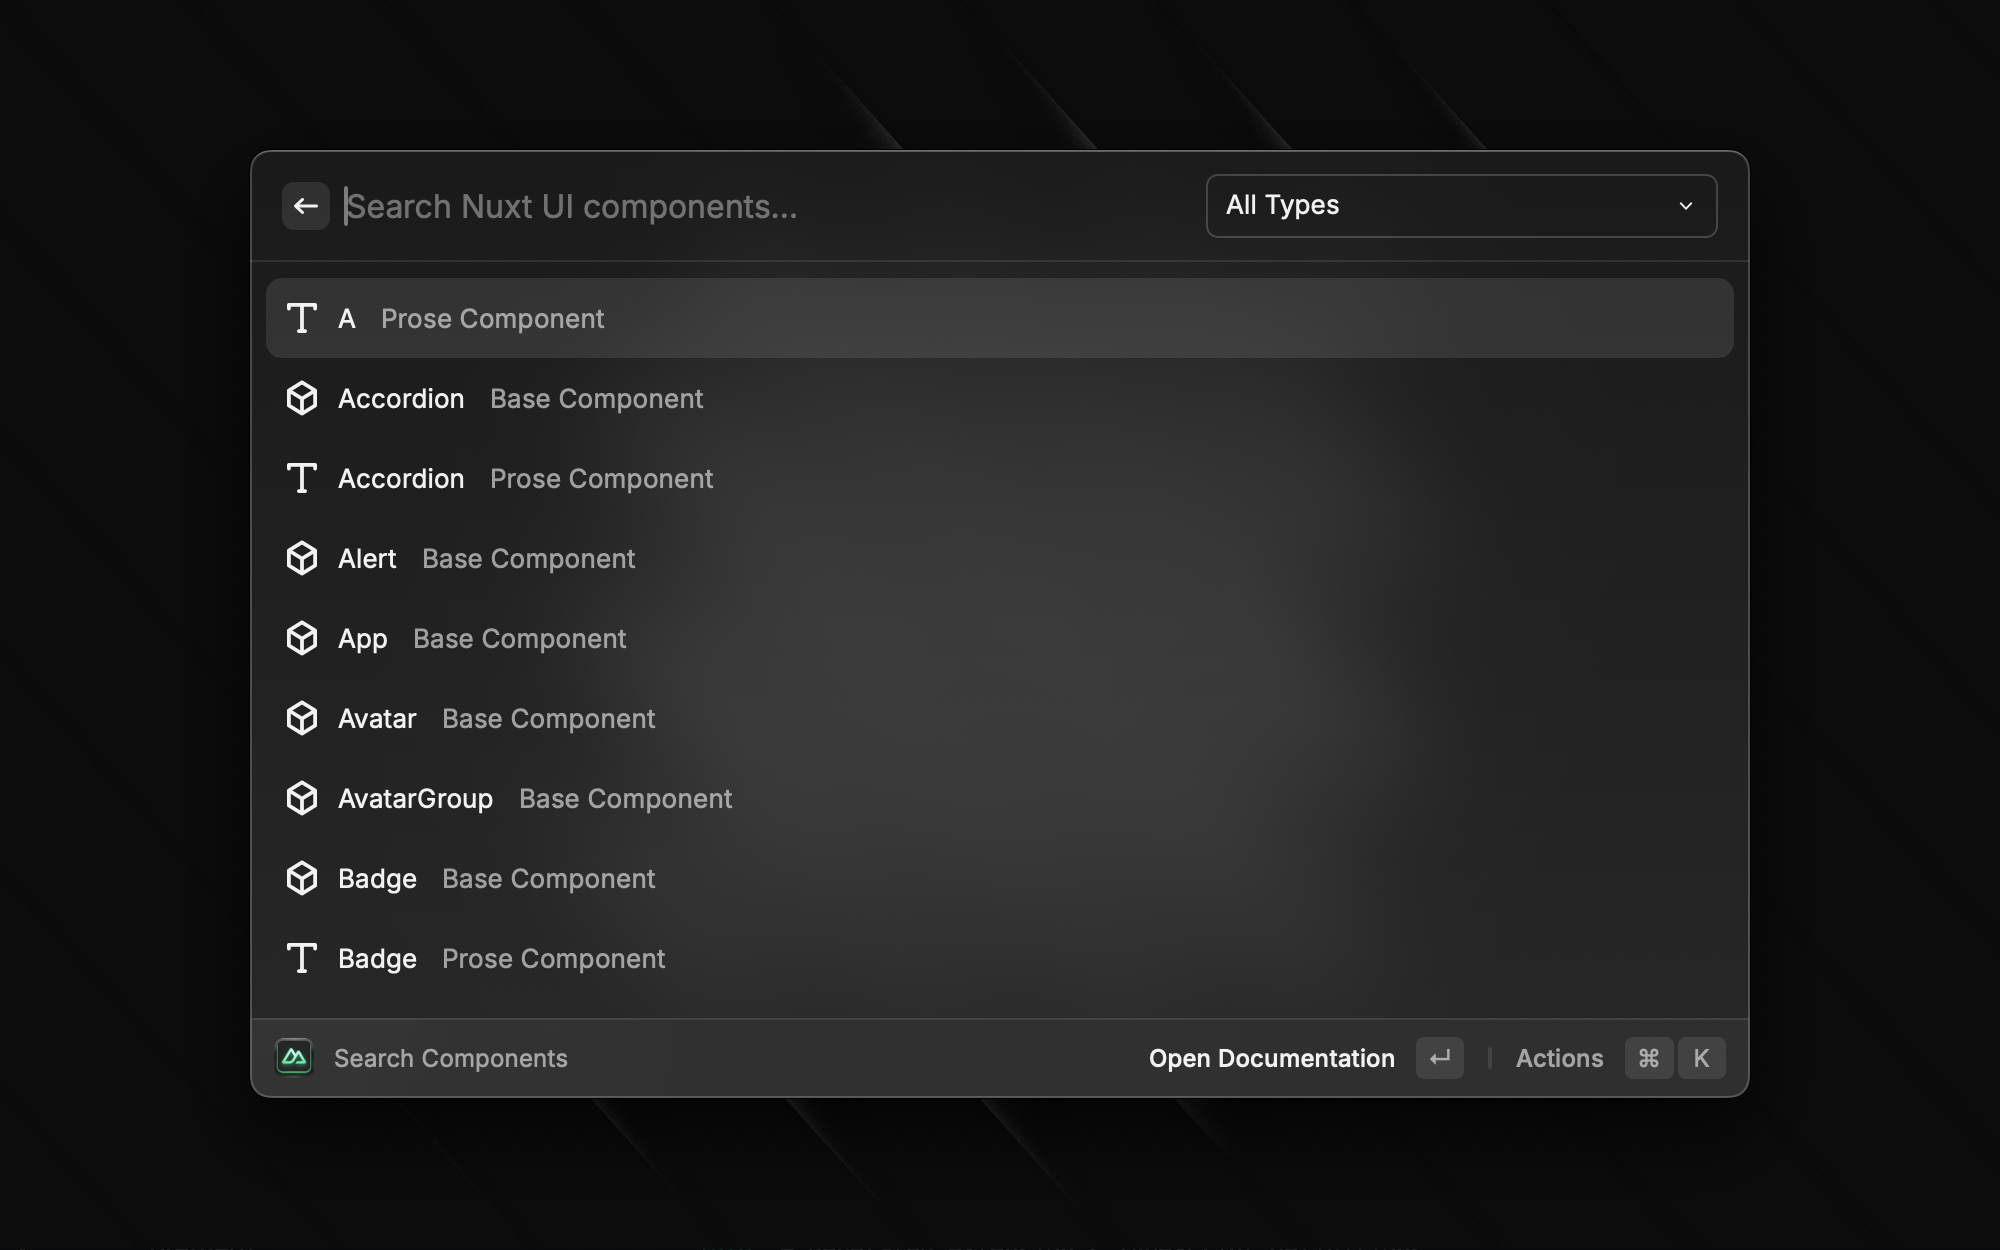 Search Nuxt UI components...
All Types
A Prose Component
Accordion Base Component
Accordion Prose Component
Alert Base Component
App Base Component
Avatar Base Component
AvatarGroup Base Component
Badge Base Component
Badge Prose Component
Search Components
Open Documentation
Actions ⌘ K